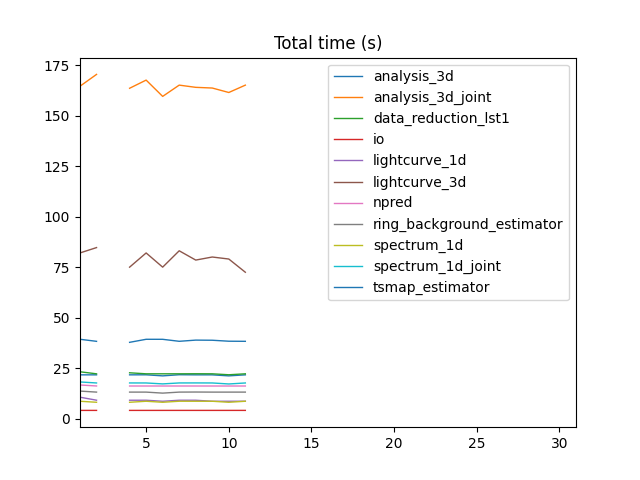 Total time (s)
175
150
125
100
75
50
25
0
5
10
15
20
25
30
analysis_3d
analysis_3d_joint
data_reduction_lst1
io
lightcurve_1d
lightcurve_3d
npred
ring_background_estimator
spectrum_1d
spectrum_1d_joint
tsmap_estimator